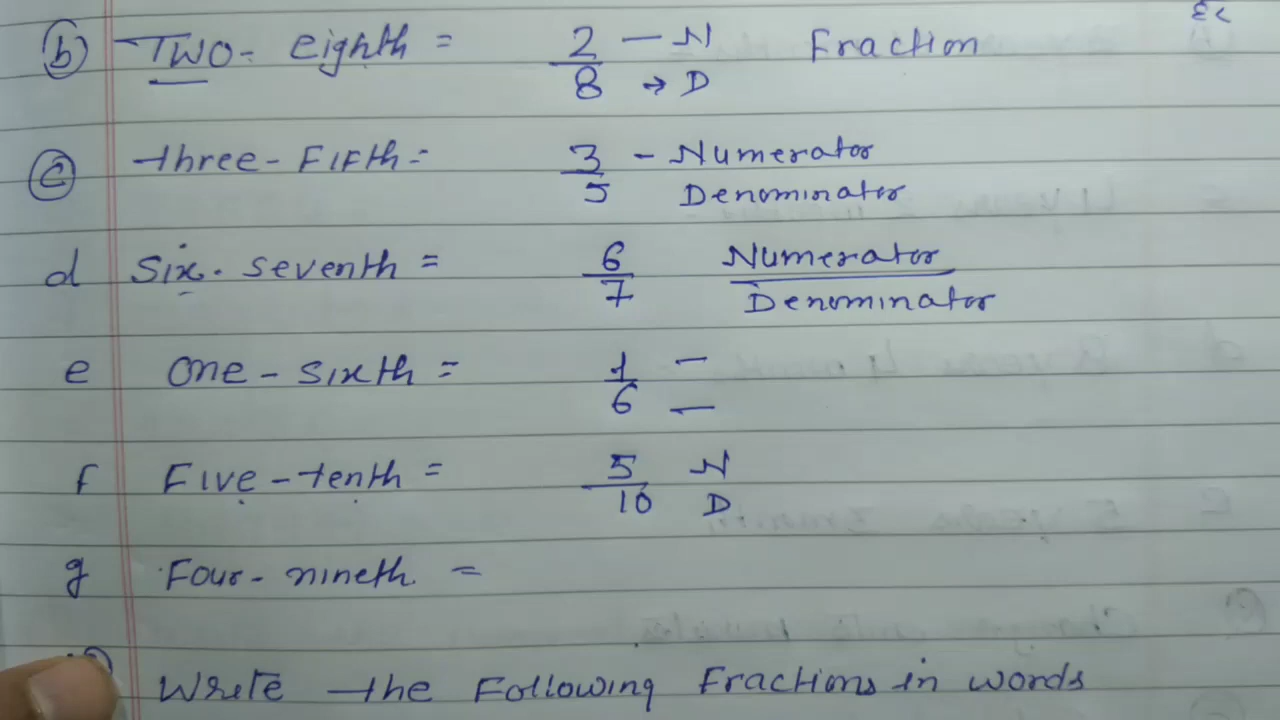 (b) Two - eighth = 2/8 — N → D Fraction
(c) three - Fifth = 3/5 - Numerator Denominator
d Six - seventh = 6/7 Numerator Denominator
e One - sixth = 1/6 — —
f Five - tenth = 5/10 N D
g Four - nineth =
Write the Following Fractions in words